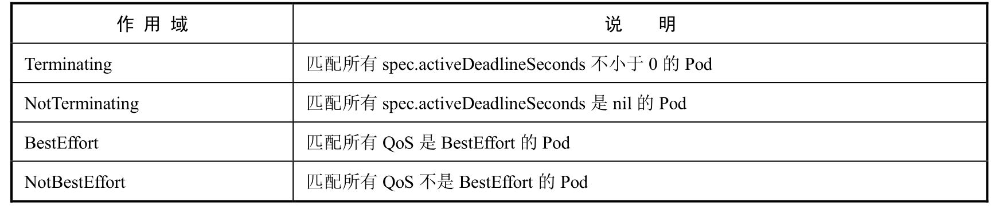 作用域 说明
Terminating 匹配所有 spec.activeDeadlineSeconds 不小于 0 的 Pod
NotTerminating 匹配所有 spec.activeDeadlineSeconds 是 nil 的 Pod
BestEffort 匹配所有 QoS 是 BestEffort 的 Pod
NotBestEffort 匹配所有 QoS 不是 BestEffort 的 Pod